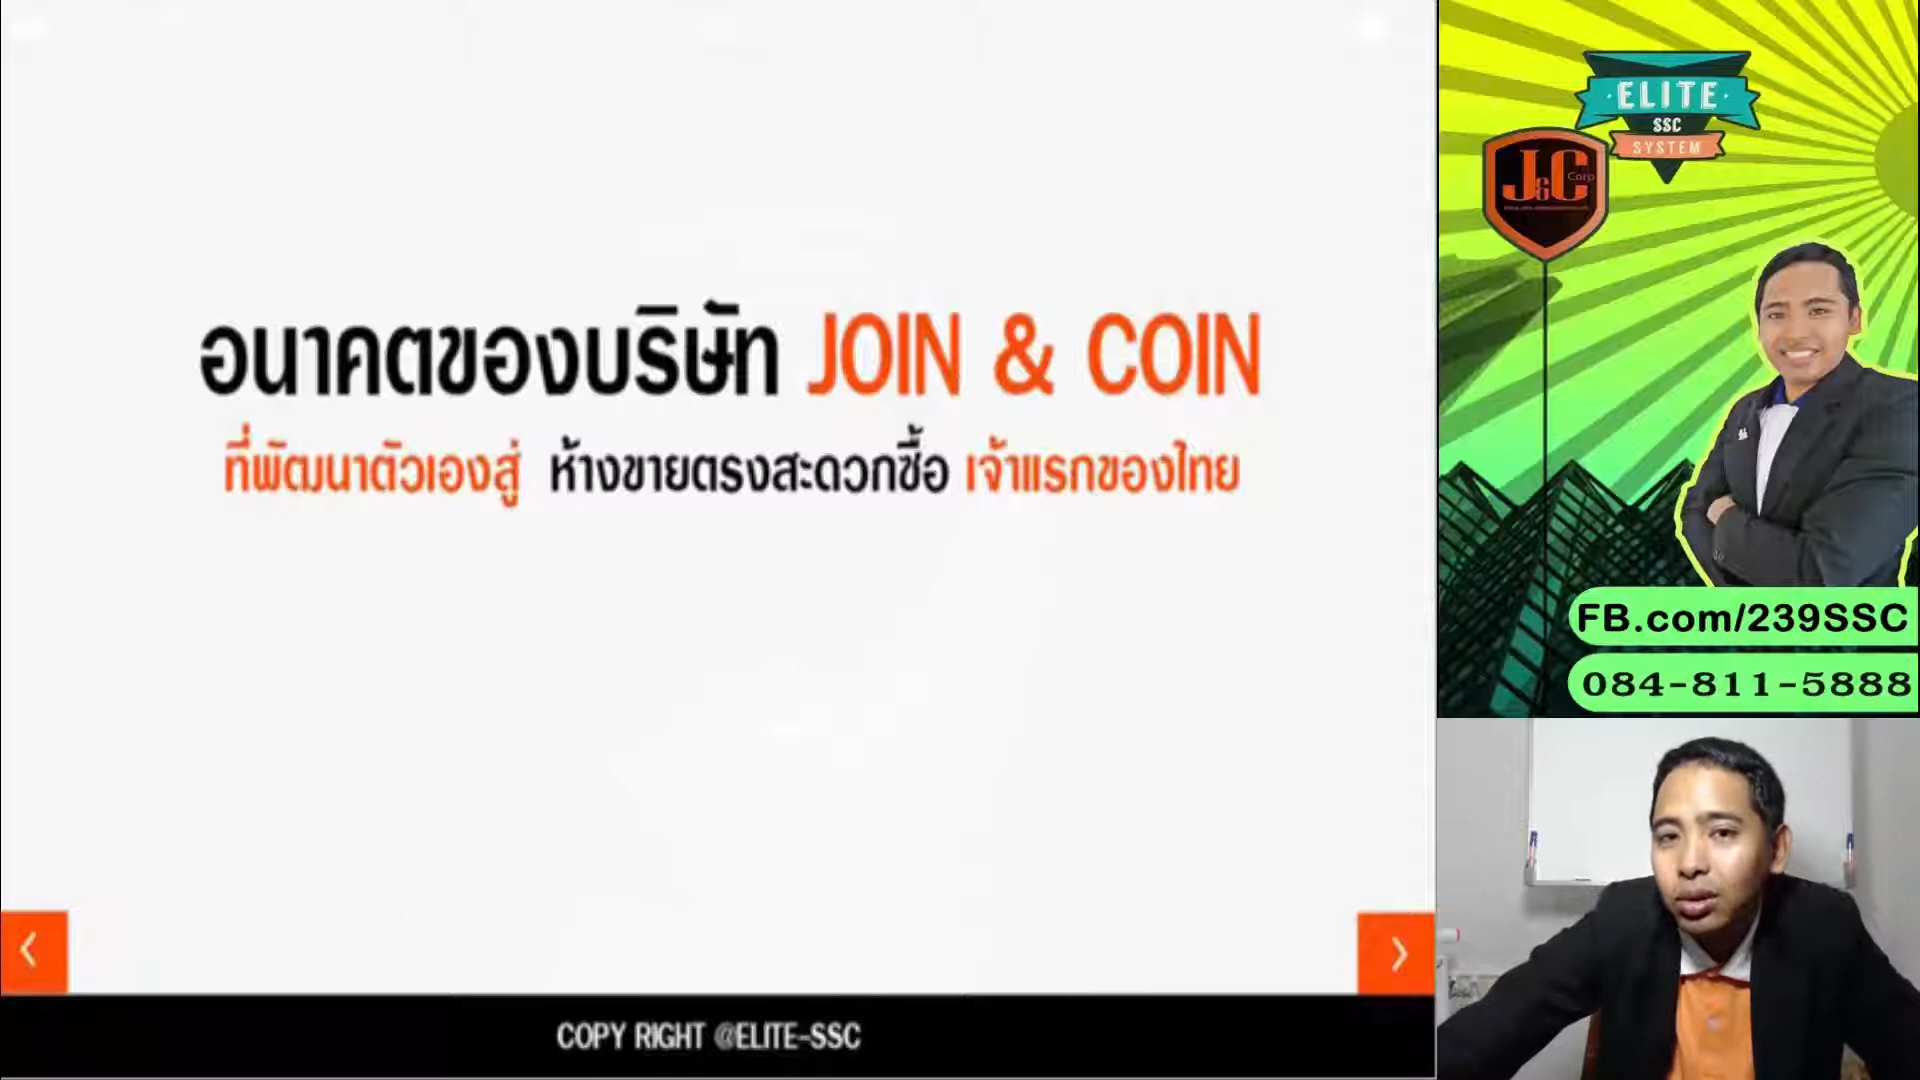 อนาคตของบริษัท JOIN & COIN
ที่พัฒนาตัวเองสู่ ห้างขายตรงสะดวกซื้อ เจ้าแรกของไทย
COPY RIGHT @ELITE-SSC
ELITE
SSC
SYSTEM
J&C Corp
FB.com/239SSC
084-811-5888